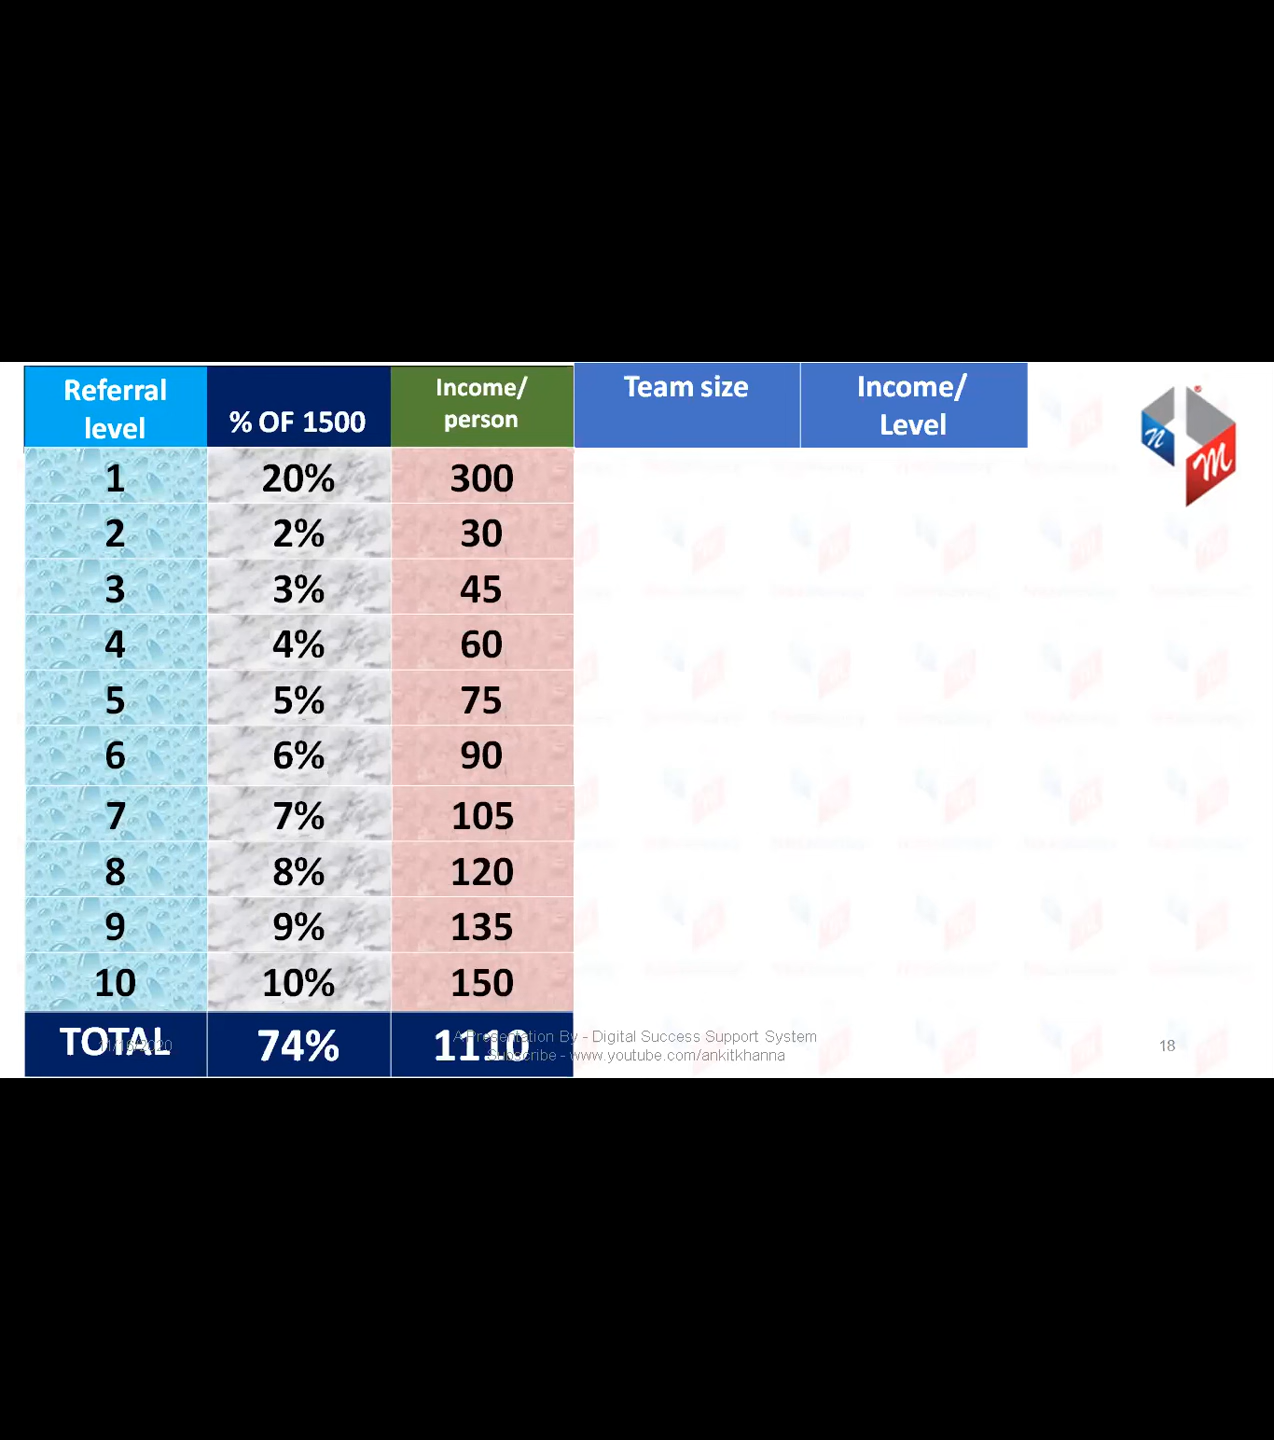 Referral level
% OF 1500
Income/ person
Team size
Income/ Level
1 20% 300
2 2% 30
3 3% 45
4 4% 60
5 5% 75
6 6% 90
7 7% 105
8 8% 120
9 9% 135
10 10% 150
TOTAL 74% 1110
A Presentation By - Digital Success Support System
Subscribe - www.youtube.com/ankitkhanna
18
n
m